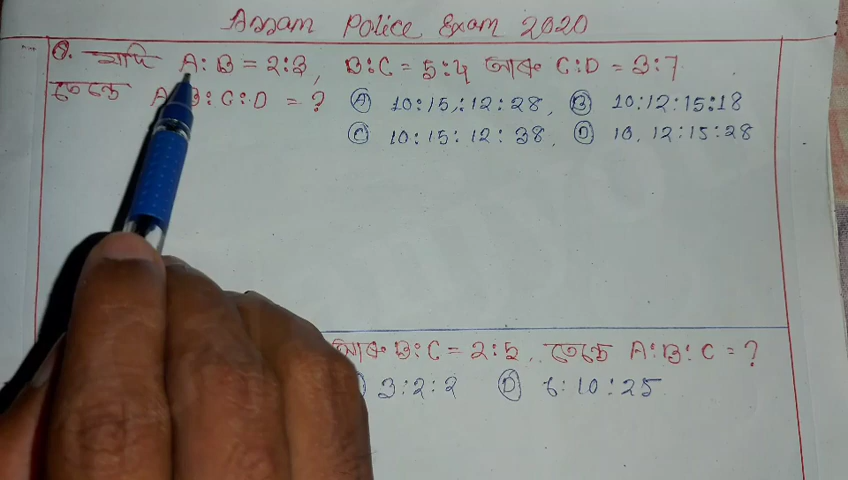 Assam Police Exam 2020
Q. যদি A:B = 2:3, B:C = 5:4 আৰু C:D = 3:7
তেন্তে A B:C:D = ? Ⓐ 10:15,:12:28, Ⓑ 10:12:15:18
Ⓒ 10:15:12:38, Ⓓ 10, 12:15:28
আৰু B:C = 2:5, তেন্তে A:B:C = ?
3:2:2 Ⓓ 6:10:25